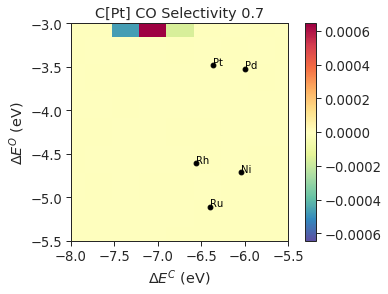 C[Pt] CO Selectivity 0.7
−3.0
−3.5
−4.0
−4.5
−5.0
−5.5
ΔE^O (eV)
Pt
Pd
Rh
Ni
Ru
−8.0 −7.5 −7.0 −6.5 −6.0 −5.5
ΔE^C (eV)
0.0006
0.0004
0.0002
0.0000
−0.0002
−0.0004
−0.0006